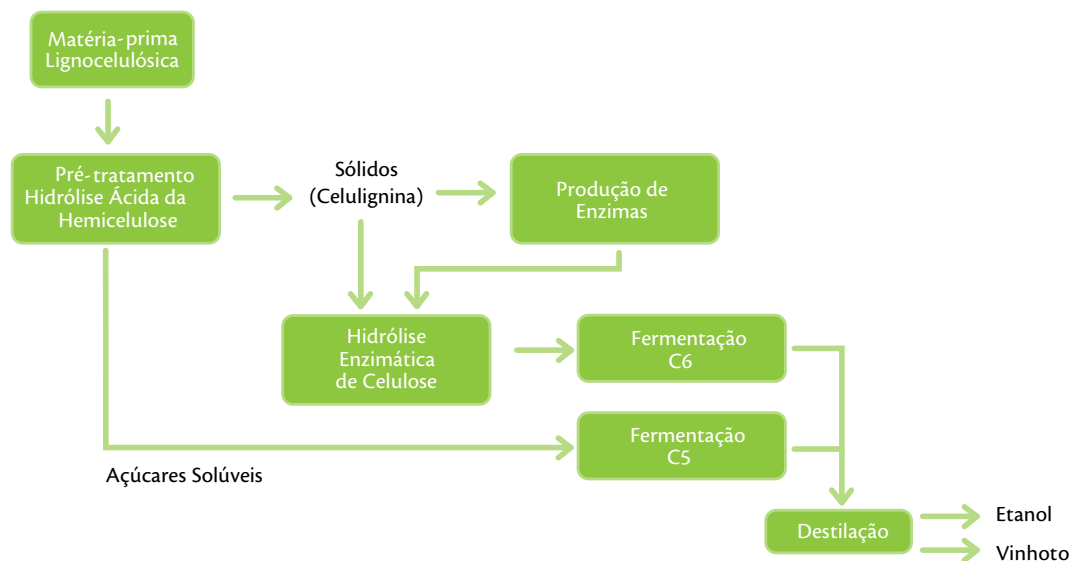 Matéria-prima
Lignocelulósica
Pré-tratamento
Hidrólise Ácida da
Hemicelulose
Sólidos
(Celulignina)
Produção de
Enzimas
Hidrólise
Enzimática
de Celulose
Fermentação
C6
Fermentação
C5
Açúcares Solúveis
Destilação
Etanol
Vinhoto